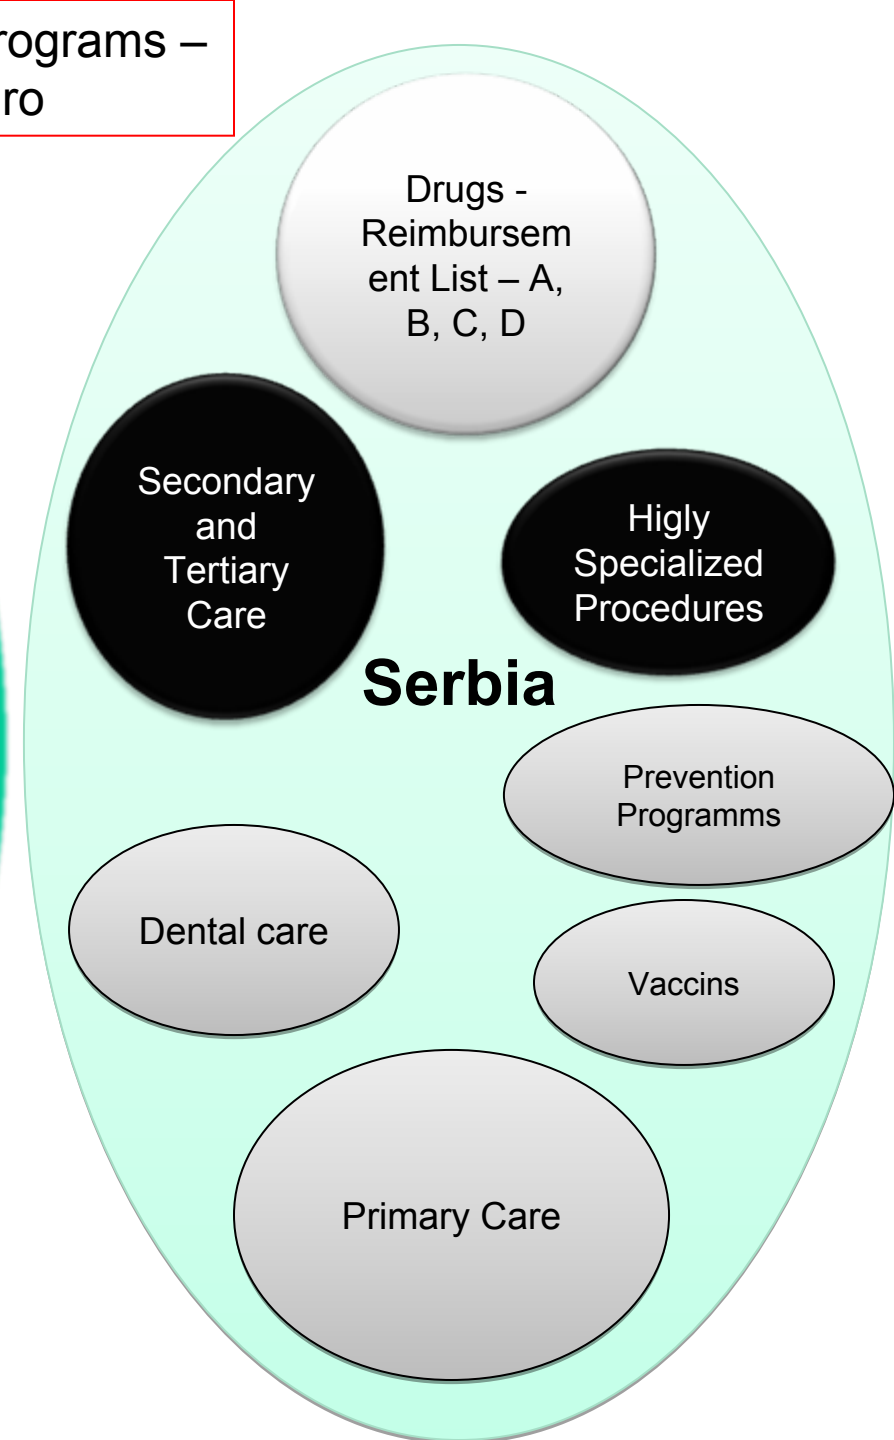 rograms –
ro
Drugs -
Reimbursem
ent List – A,
B, C, D
Secondary
and
Tertiary
Care
Higly
Specialized
Procedures
Serbia
Prevention
Programms
Dental care
Vaccins
Primary Care